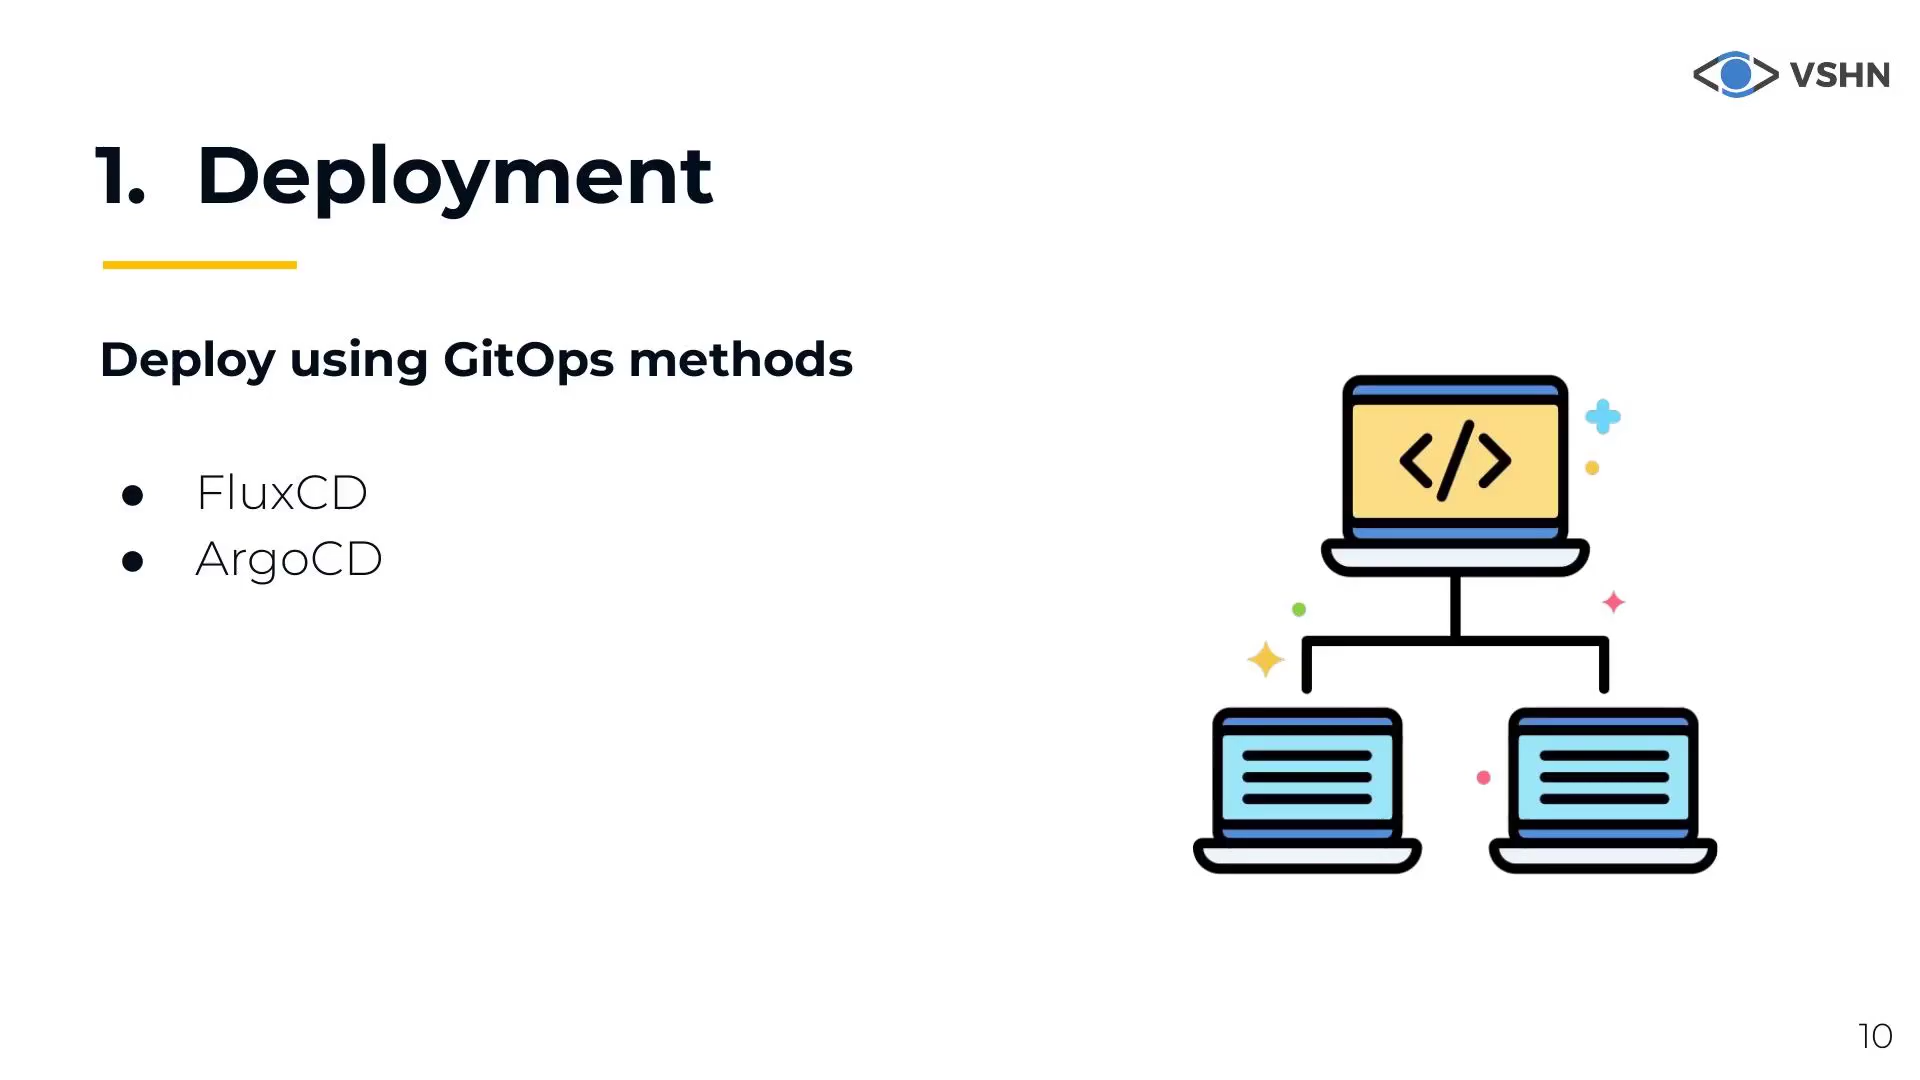 VSHN
1. Deployment
Deploy using GitOps methods
● FluxCD
● ArgoCD
</>
10